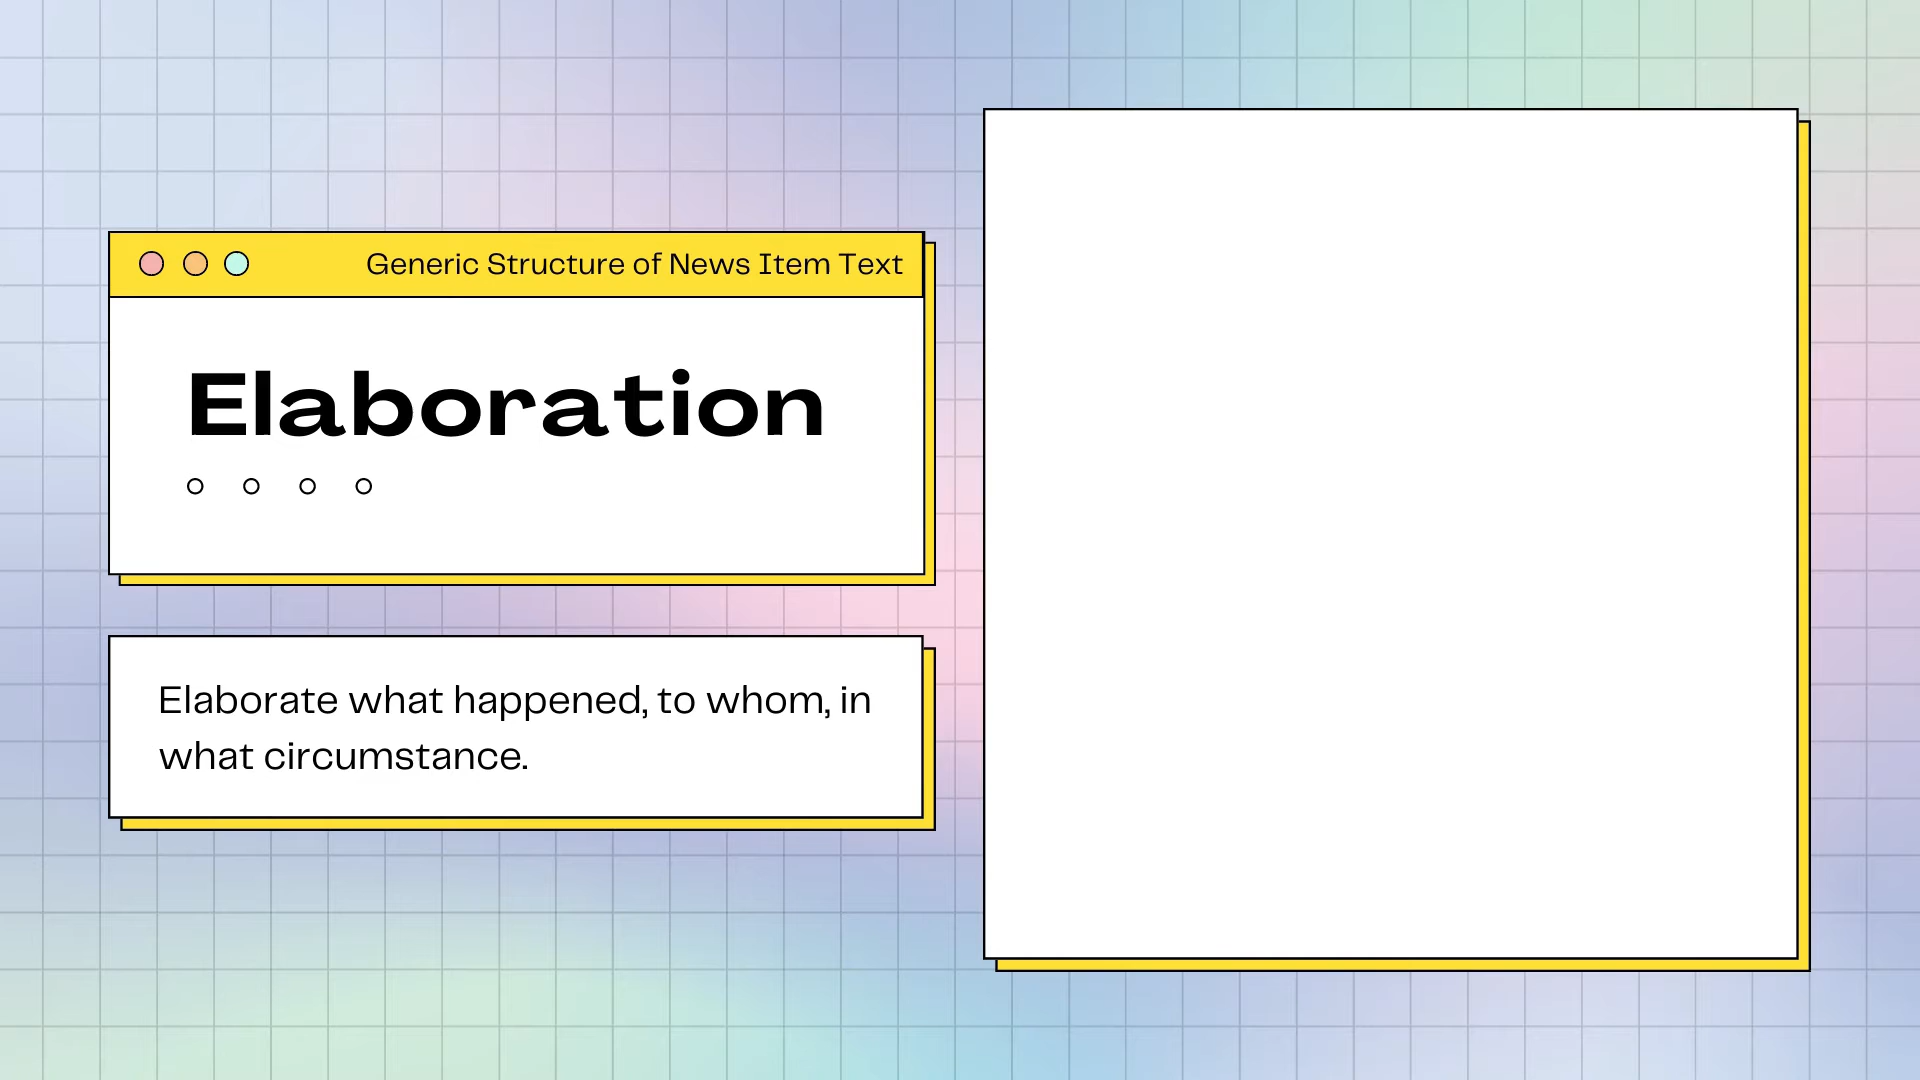 Generic Structure of News Item Text
Elaboration
Elaborate what happened, to whom, in
what circumstance.